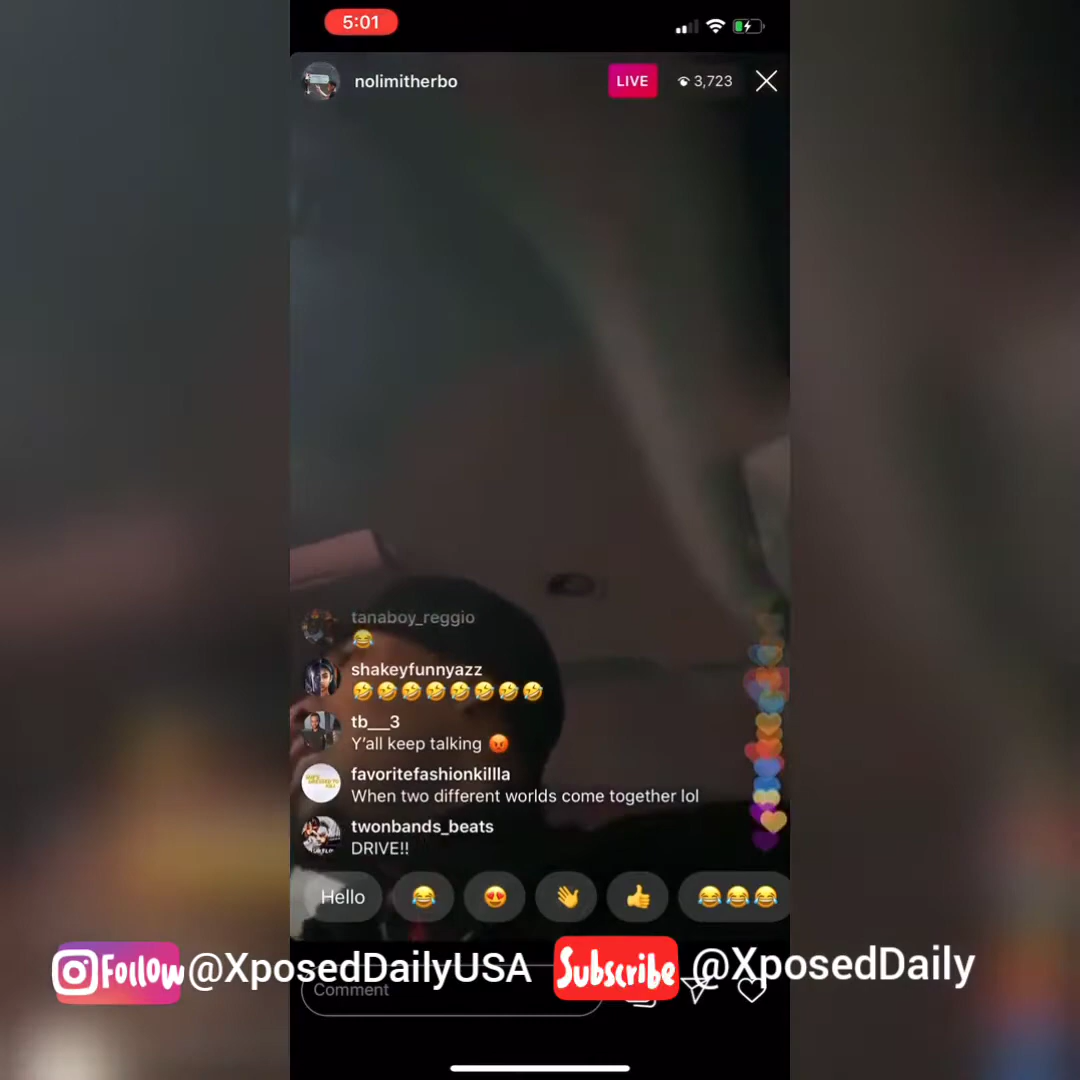 5:01
nolimitherbo
LIVE
3,723
tanaboy_reggio
😂
shakeyfunnyazz
🤣🤣🤣🤣🤣🤣🤣🤣
tb___3
Y'all keep talking 😡
favoritefashionkillla
When two different worlds come together lol
twonbands_beats
DRIVE!!
Hello 😂 😍 👋 👍 😂😂😂
Follow @XposedDailyUSA Subscribe @XposedDaily
Comment